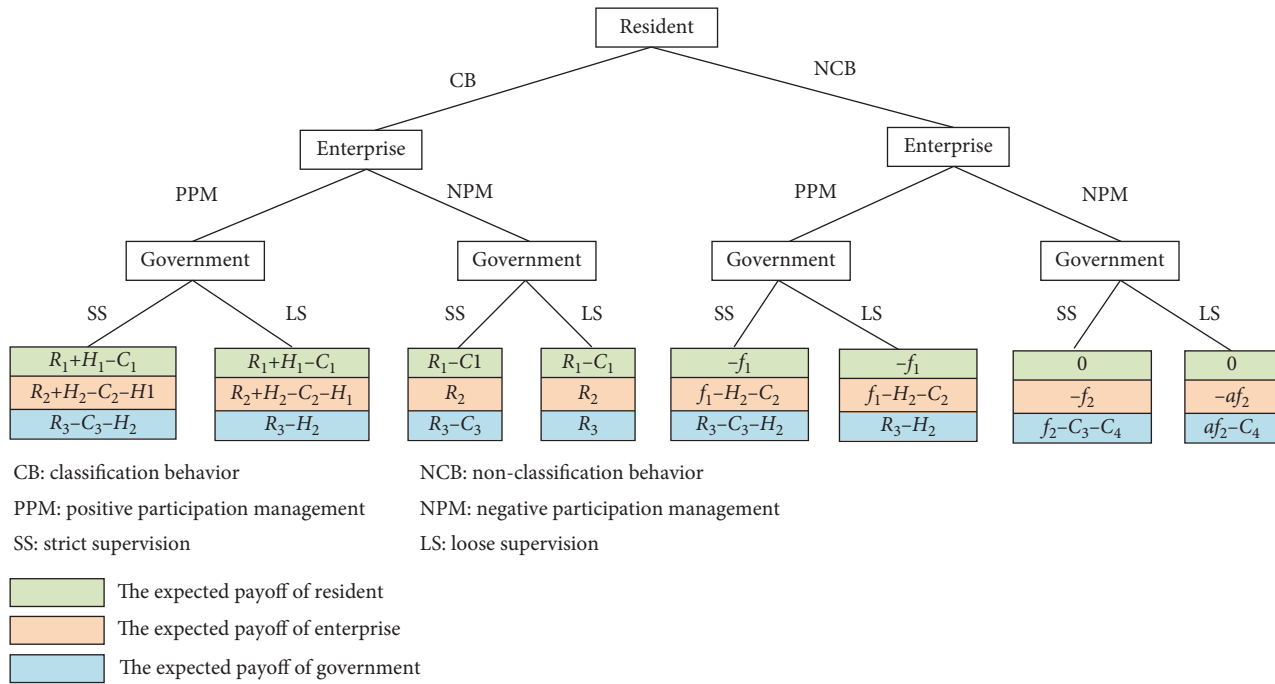 Resident
CB
NCB
Enterprise
Enterprise
PPM
NPM
PPM
NPM
Government
Government
Government
Government
SS
LS
SS
LS
SS
LS
SS
LS
R₁+H₁–C₁
R₁+H₁–C₁
R₁–C1
R₁–C₁
–f₁
–f₁
0
0
R₂+H₂–C₂–H1
R₂+H₂–C₂–H₁
R₂
R₂
f₁–H₂–C₂
f₁–H₂–C₂
–f₂
–af₂
R₃–C₃–H₂
R₃–H₂
R₃–C₃
R₃
R₃–C₃–H₂
R₃–H₂
f₂–C₃–C₄
af₂–C₄
CB: classification behavior
NCB: non-classification behavior
PPM: positive participation management
NPM: negative participation management
SS: strict supervision
LS: loose supervision
The expected payoff of resident
The expected payoff of enterprise
The expected payoff of government